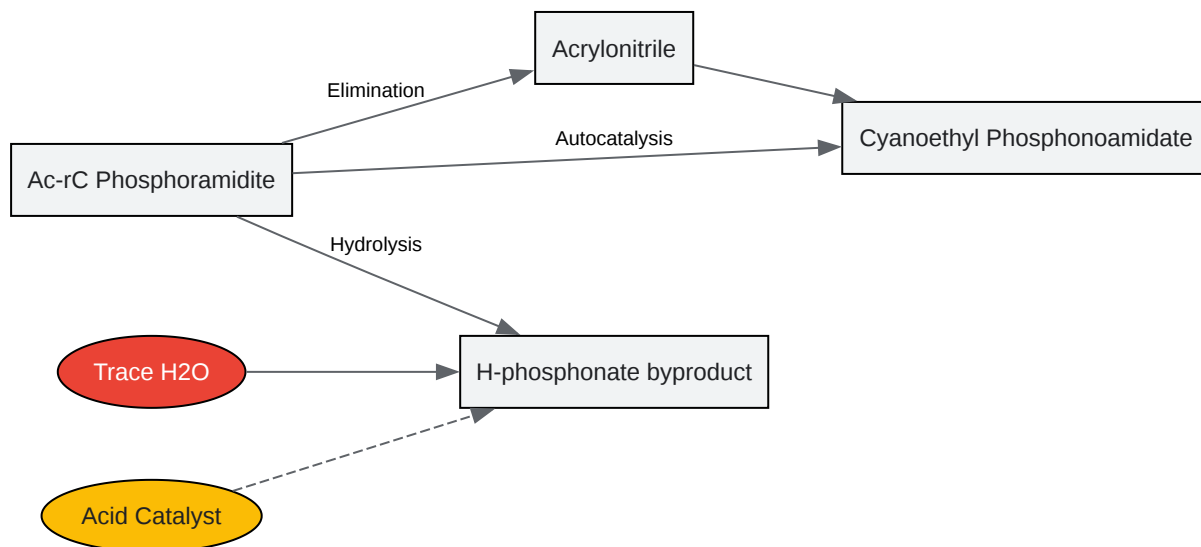 Acrylonitrile
Elimination
Cyanoethyl Phosphonoamidate
Autocatalysis
Ac-rC Phosphoramidite
Hydrolysis
Trace H2O
H-phosphonate byproduct
Acid Catalyst